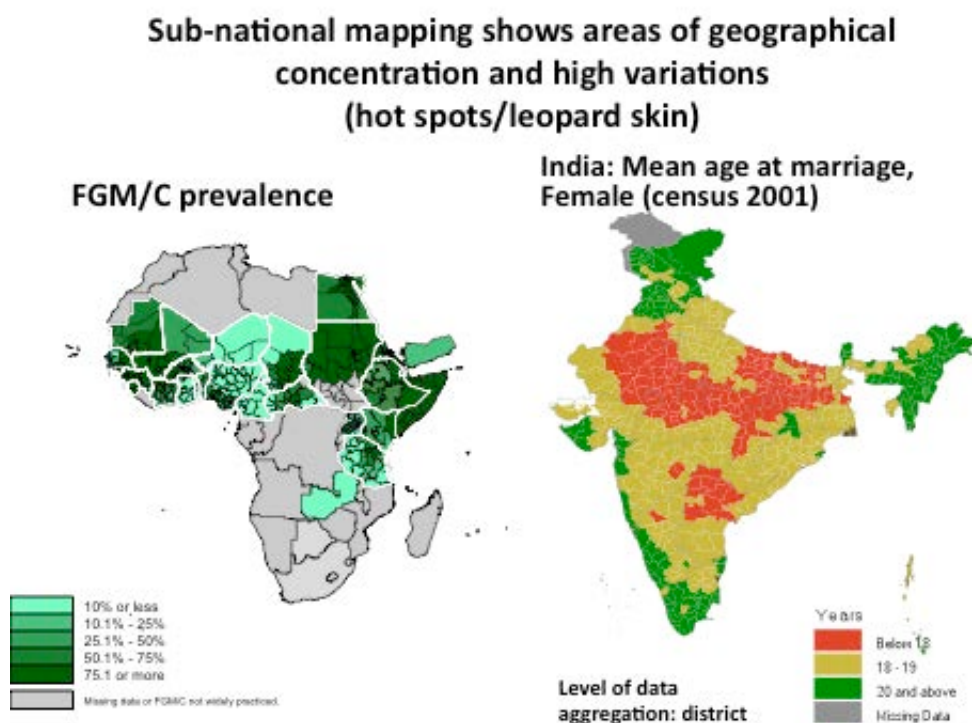 Sub-national mapping shows areas of geographical
concentration and high variations
(hot spots/leopard skin)
FGM/C prevalence
India: Mean age at marriage,
Female (census 2001)
10% or less
10.1% - 25%
25.1% - 50%
50.1% - 75%
75.1 or more
Missing data or FGM/C not widely practiced.
Level of data
aggregation: district
Years
Below 18
18 - 19
20 and above
Missing Data